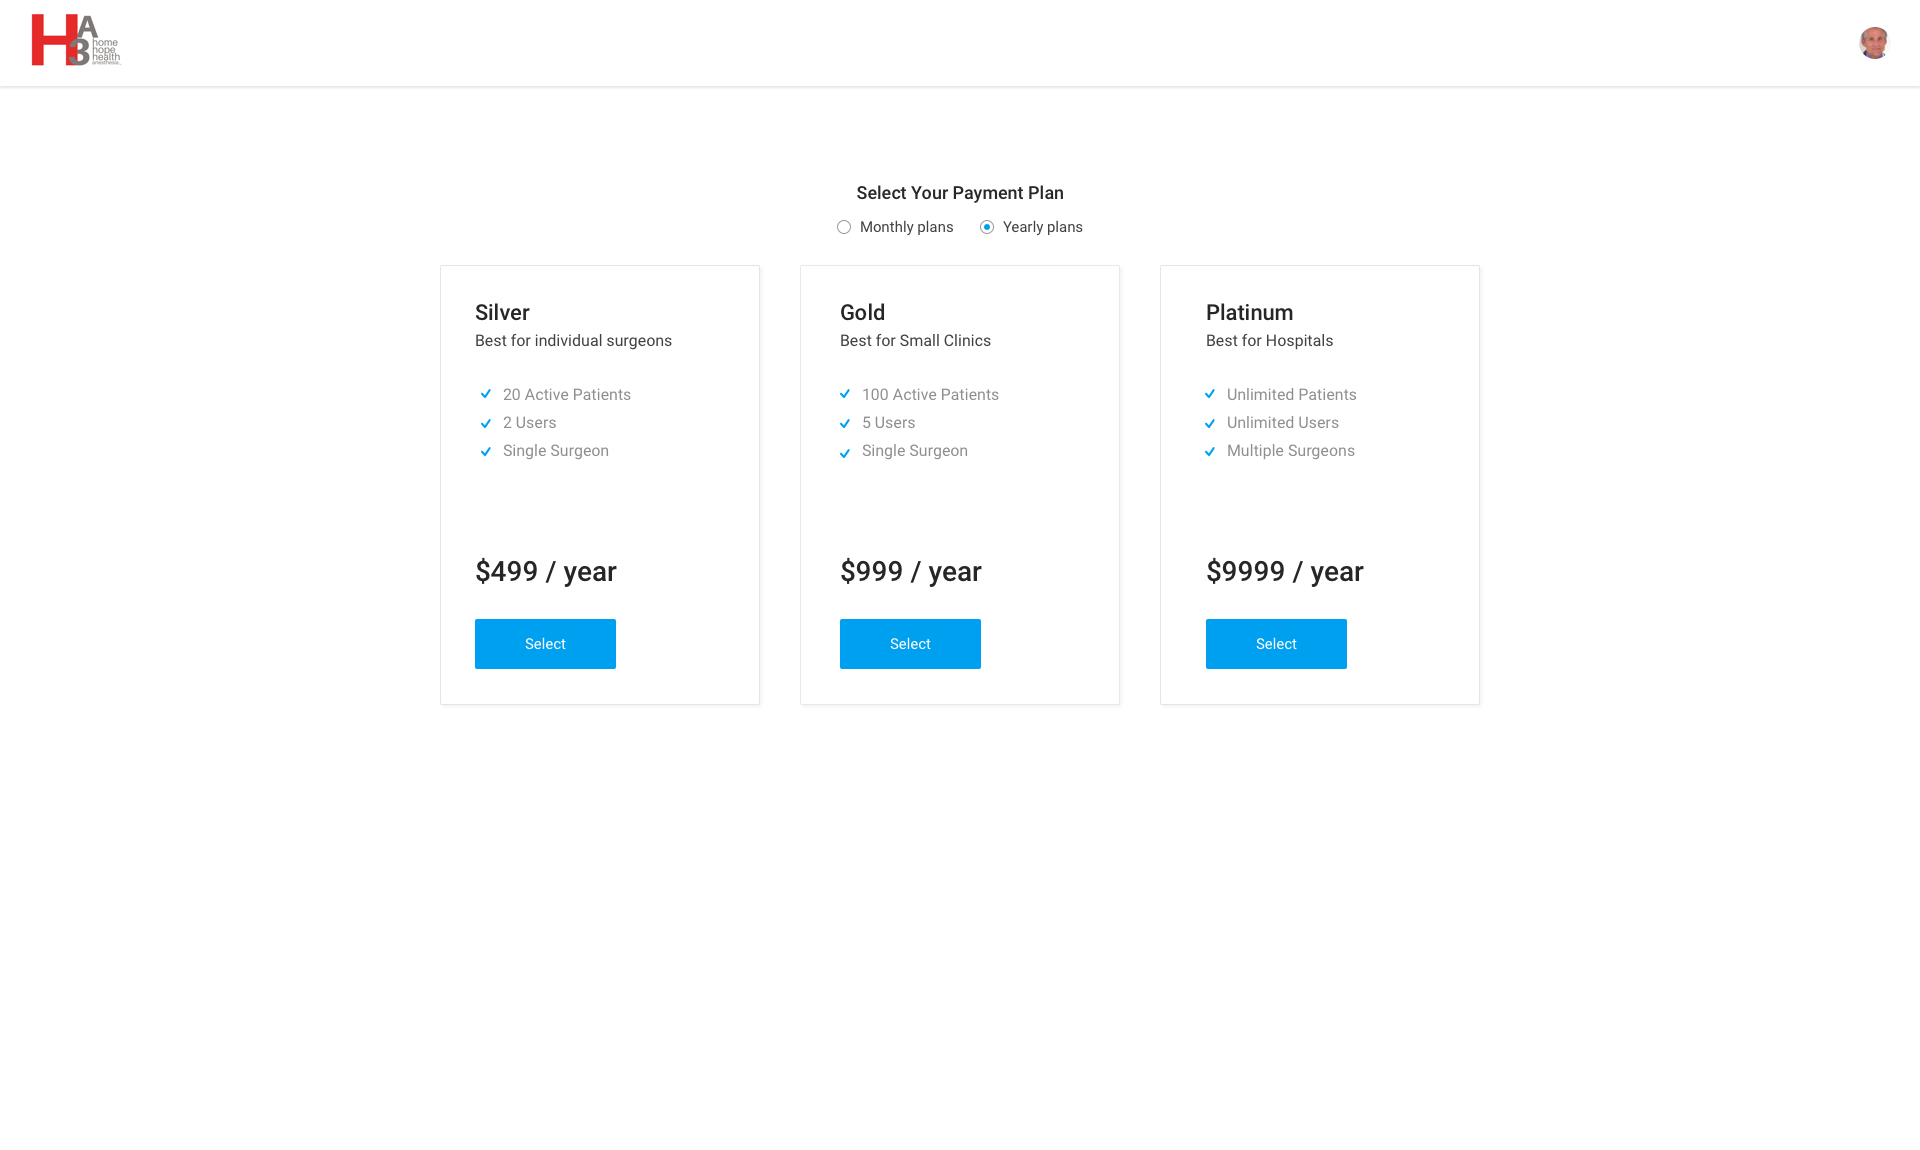 HA3
home
hope
health
anesthesia
Select Your Payment Plan
Monthly plans
Yearly plans
Silver
Best for individual surgeons
20 Active Patients
2 Users
Single Surgeon
$499 / year
Select
Gold
Best for Small Clinics
100 Active Patients
5 Users
Single Surgeon
$999 / year
Select
Platinum
Best for Hospitals
Unlimited Patients
Unlimited Users
Multiple Surgeons
$9999 / year
Select